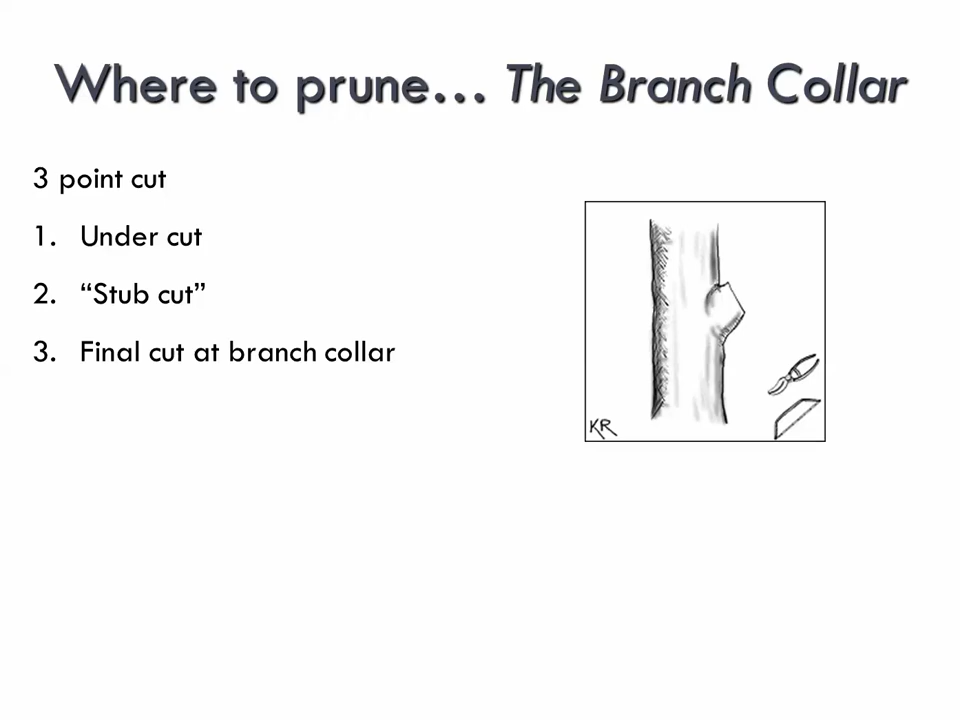 Where to prune… The Branch Collar
3 point cut
1. Under cut
2. “Stub cut”
3. Final cut at branch collar
KR